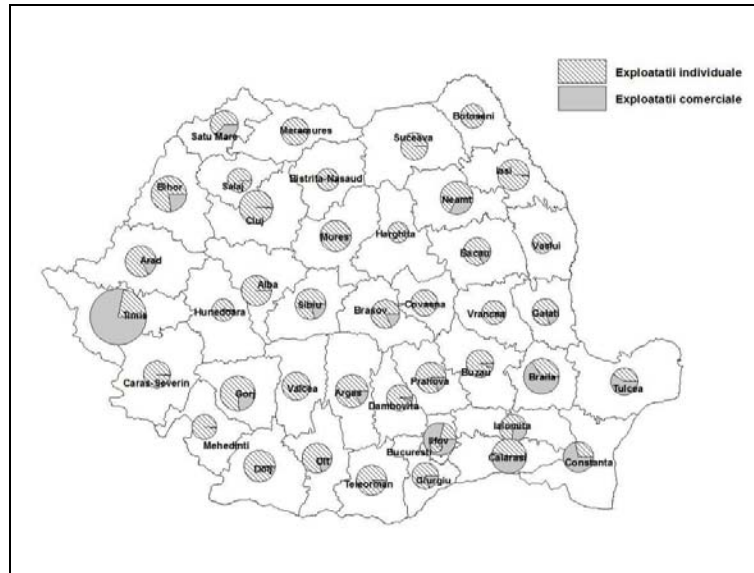 Exploatatii individuale
Exploatatii comerciale
Botosani
Satu Mare
Maramures
Suceava
Iasi
Salaj
Bistrita-Nasaud
Bihor
Neamt
Cluj
Mures
Harghita
Vaslui
Bacau
Arad
Alba
Timis
Hunedoara
Sibiu
Brasov
Covasna
Vrancea
Galati
Caras-Severin
Gorj
Valcea
Arges
Prahova
Buzau
Braila
Tulcea
Dambovita
Mehedinti
Ialomita
Ilfov
Bucuresti
Calarasi
Constanta
Dolj
Olt
Teleorman
Giurgiu